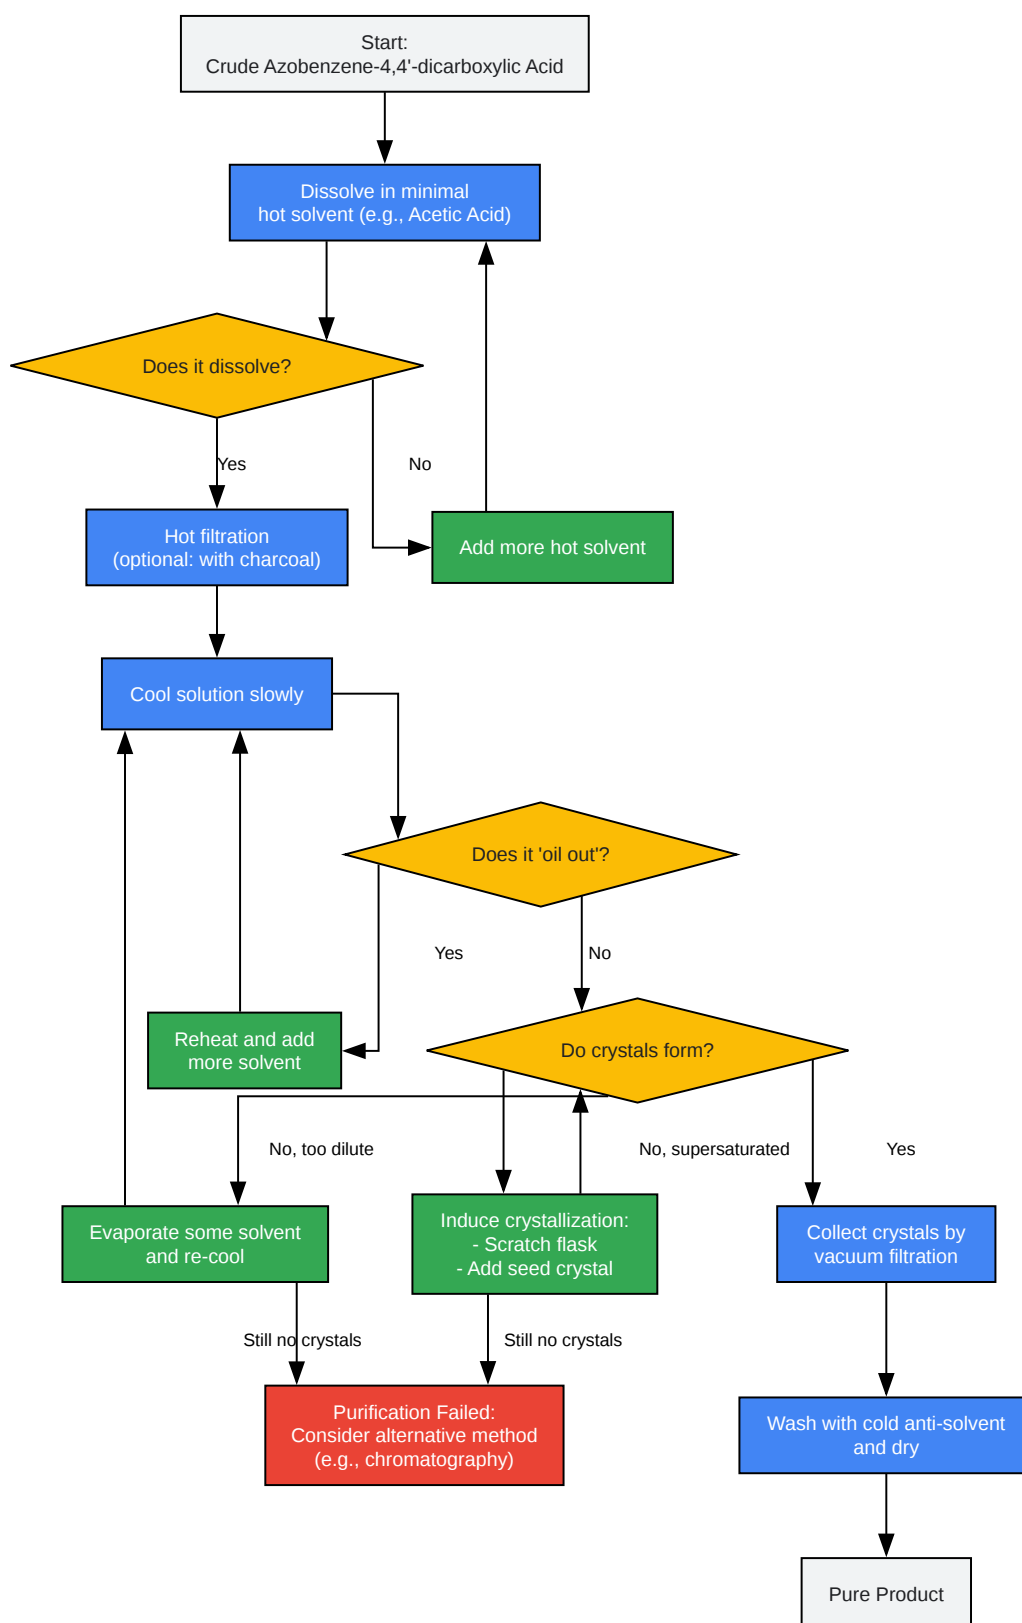 Start:
Crude Azobenzene-4,4'-dicarboxylic Acid
Dissolve in minimal
hot solvent (e.g., Acetic Acid)
Does it dissolve?
Yes
No
Hot filtration
(optional: with charcoal)
Add more hot solvent
Cool solution slowly
Does it 'oil out'?
Yes
No
Reheat and add
more solvent
Do crystals form?
No, too dilute
No, supersaturated
Yes
Evaporate some solvent
and re-cool
Induce crystallization:
- Scratch flask
- Add seed crystal
Collect crystals by
vacuum filtration
Still no crystals
Still no crystals
Purification Failed:
Consider alternative method
(e.g., chromatography)
Wash with cold anti-solvent
and dry
Pure Product